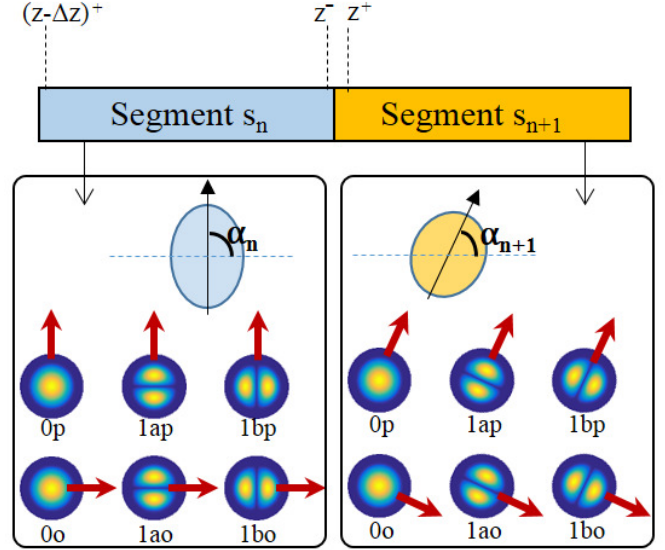 (z-Δz)⁺ z⁻ z⁺
Segment sₙ Segment sₙ₊₁
αₙ αₙ₊₁
0p 1ap 1bp 0p 1ap 1bp
0o 1ao 1bo 0o 1ao 1bo